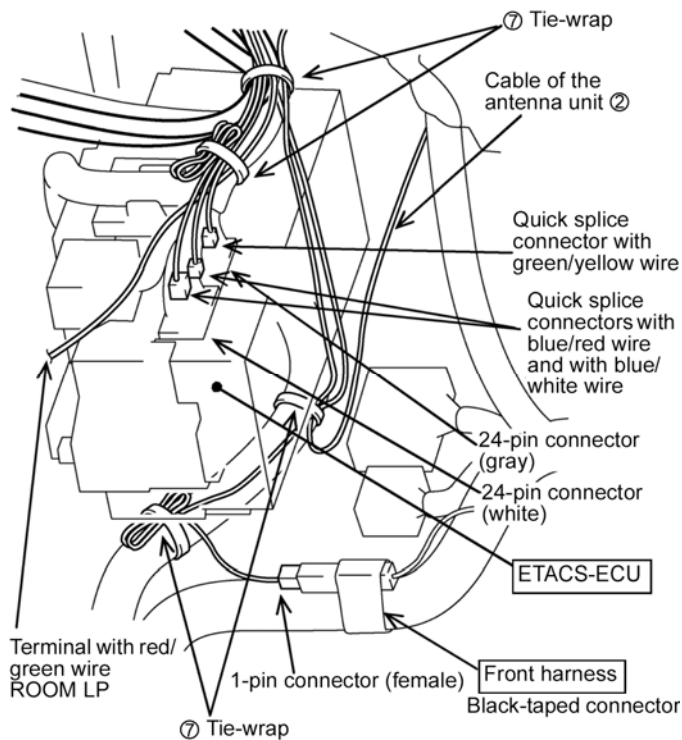 ⑦ Tie-wrap
Cable of the
antenna unit ②
Quick splice
connector with
green/yellow wire
Quick splice
connectors with
blue/red wire
and with blue/
white wire
24-pin connector
(gray)
24-pin connector
(white)
ETACS-ECU
Terminal with red/
green wire
ROOM LP
1-pin connector (female)
Front harness
Black-taped connector
⑦ Tie-wrap